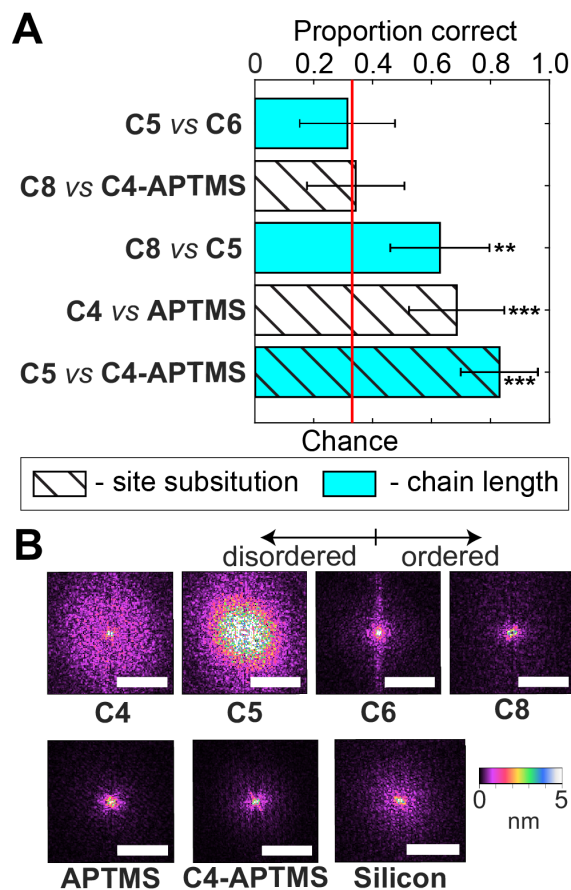 A
Proportion correct
0 0.2 0.4 0.6 0.8 1.0
C5 vs C6
C8 vs C4-APTMS
C8 vs C5
**
C4 vs APTMS
***
C5 vs C4-APTMS
***
Chance
- site subsitution - chain length
B
disordered ordered
C4 C5 C6 C8
0 5
nm
APTMS C4-APTMS Silicon